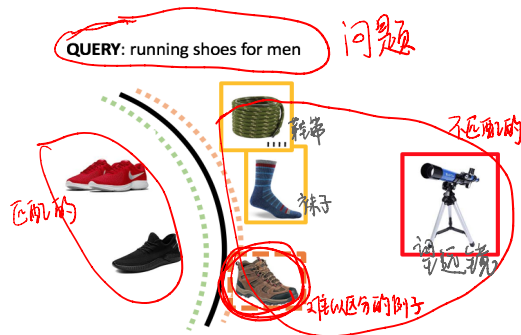 QUERY: running shoes for men
问题
鞋带
不匹配的
匹配的
袜子
望远镜
难以区分的例子